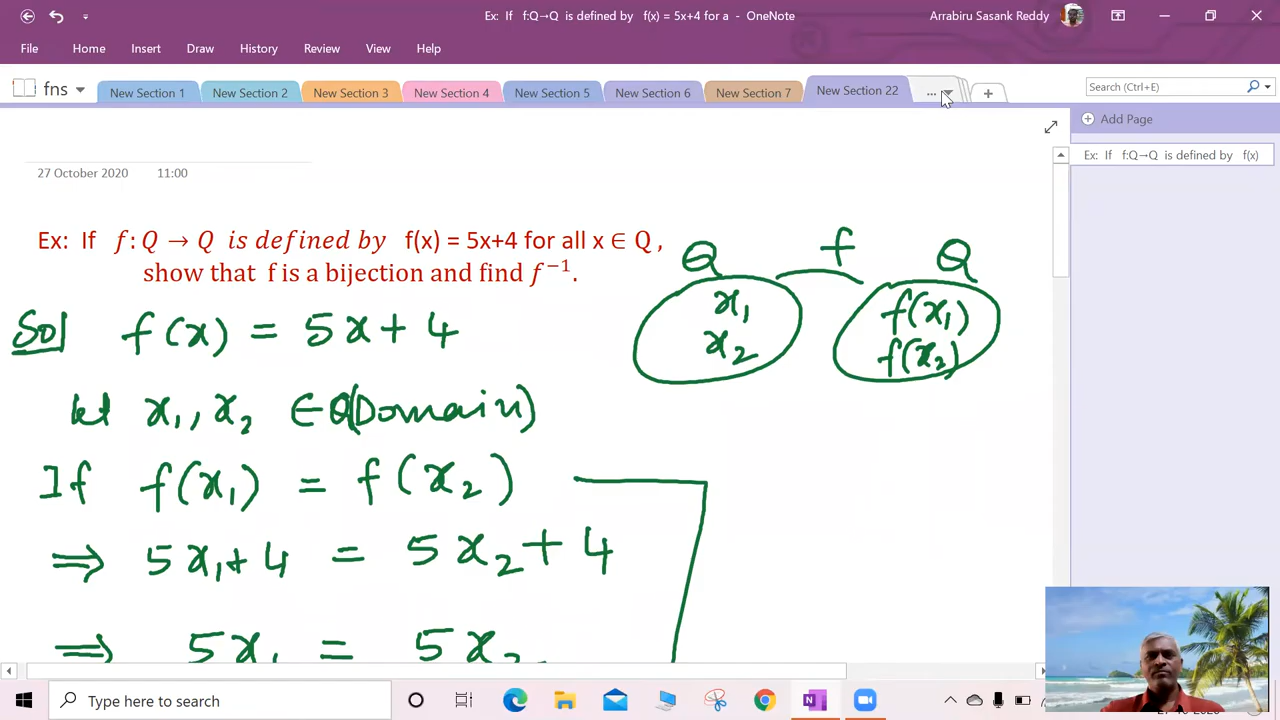 Ex: If f:Q→Q is defined by f(x) = 5x+4 for a - OneNote
Arrabiru Sasank Reddy
File Home Insert Draw History Review View Help
fns
New Section 1 New Section 2 New Section 3 New Section 4 New Section 5 New Section 6 New Section 7 New Section 22 ...
Search (Ctrl+E)
Add Page
Ex: If f:Q→Q is defined by f(x)
27 October 2020 11:00
Ex: If f: Q → Q is defined by f(x) = 5x+4 for all x ∈ Q ,
show that f is a bijection and find f⁻¹.
Q f Q
x₁ f(x₁)
x₂ f(x₂)
Sol f(x) = 5x+4
let x₁, x₂ ∈ Q(Domain)
If f(x₁) = f(x₂)
⇒ 5x₁+4 = 5x₂+4
⇒ 5x₁ = 5x₂
Type here to search